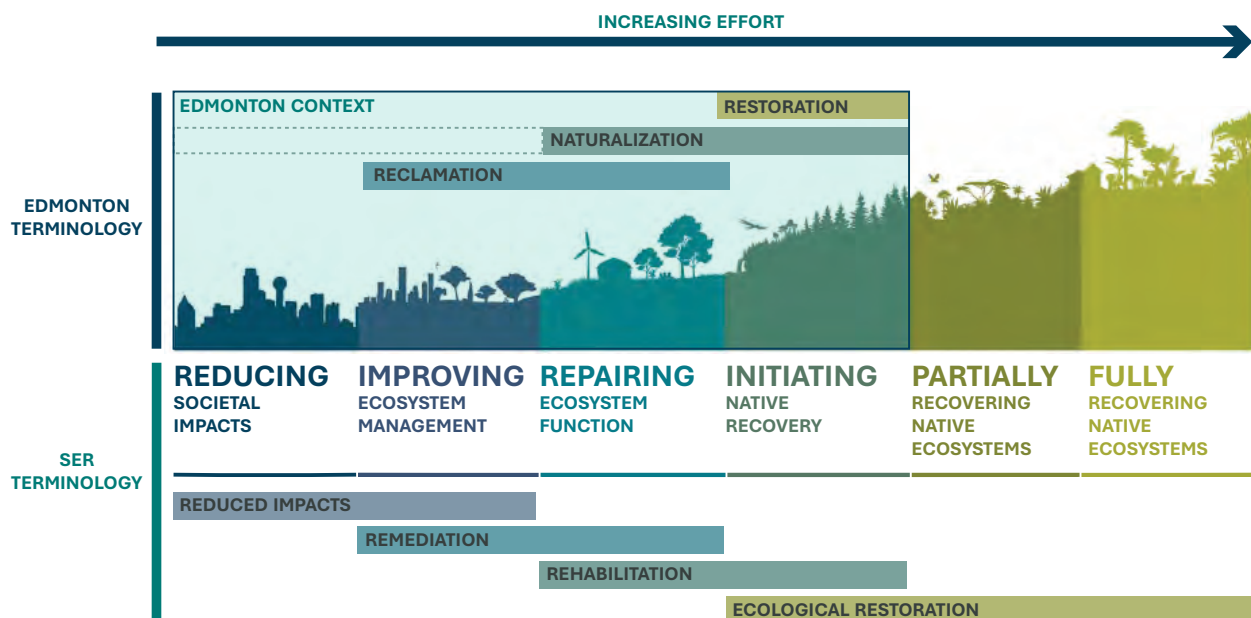 INCREASING EFFORT
EDMONTON CONTEXT
RESTORATION
NATURALIZATION
RECLAMATION
EDMONTON
TERMINOLOGY
REDUCING
SOCIETAL
IMPACTS
IMPROVING
ECOSYSTEM
MANAGEMENT
REPAIRING
ECOSYSTEM
FUNCTION
INITIATING
NATIVE
RECOVERY
PARTIALLY
RECOVERING
NATIVE
ECOSYSTEMS
FULLY
RECOVERING
NATIVE
ECOSYSTEMS
SER
TERMINOLOGY
REDUCED IMPACTS
REMEDIATION
REHABILITATION
ECOLOGICAL RESTORATION